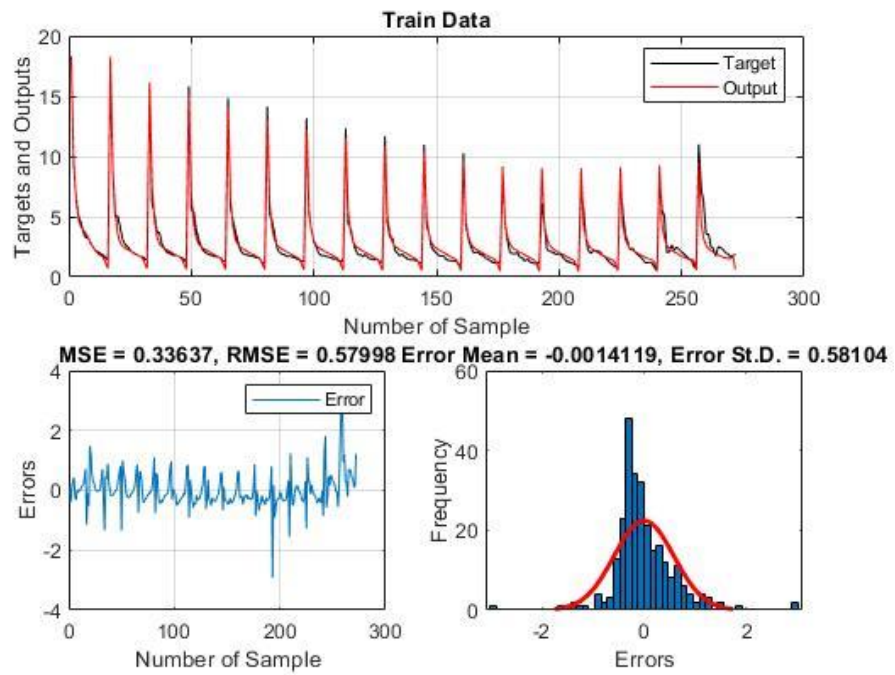 Train Data
Targets and Outputs
20
15
10
5
0
Target
Output
0 50 100 150 200 250 300
Number of Sample
MSE = 0.33637, RMSE = 0.57998 Error Mean = -0.0014119, Error St.D. = 0.58104
Errors
4
2
0
-2
-4
Error
0 100 200 300
Number of Sample
Frequency
60
40
20
0
-2 0 2
Errors